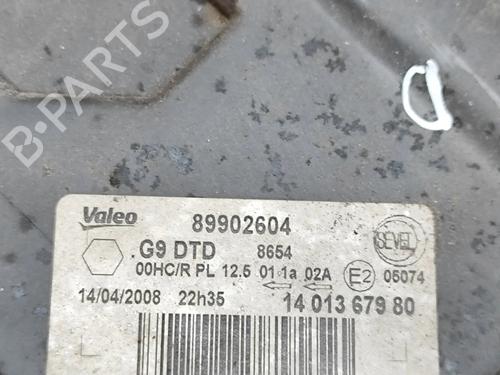 B-PARTS
Valeo 89902604
G9 DTD 8654 SEVEL
00HC/R PL 12.5 01 1a 02A E2 05074
14/04/2008 22h35 14 013 679 80